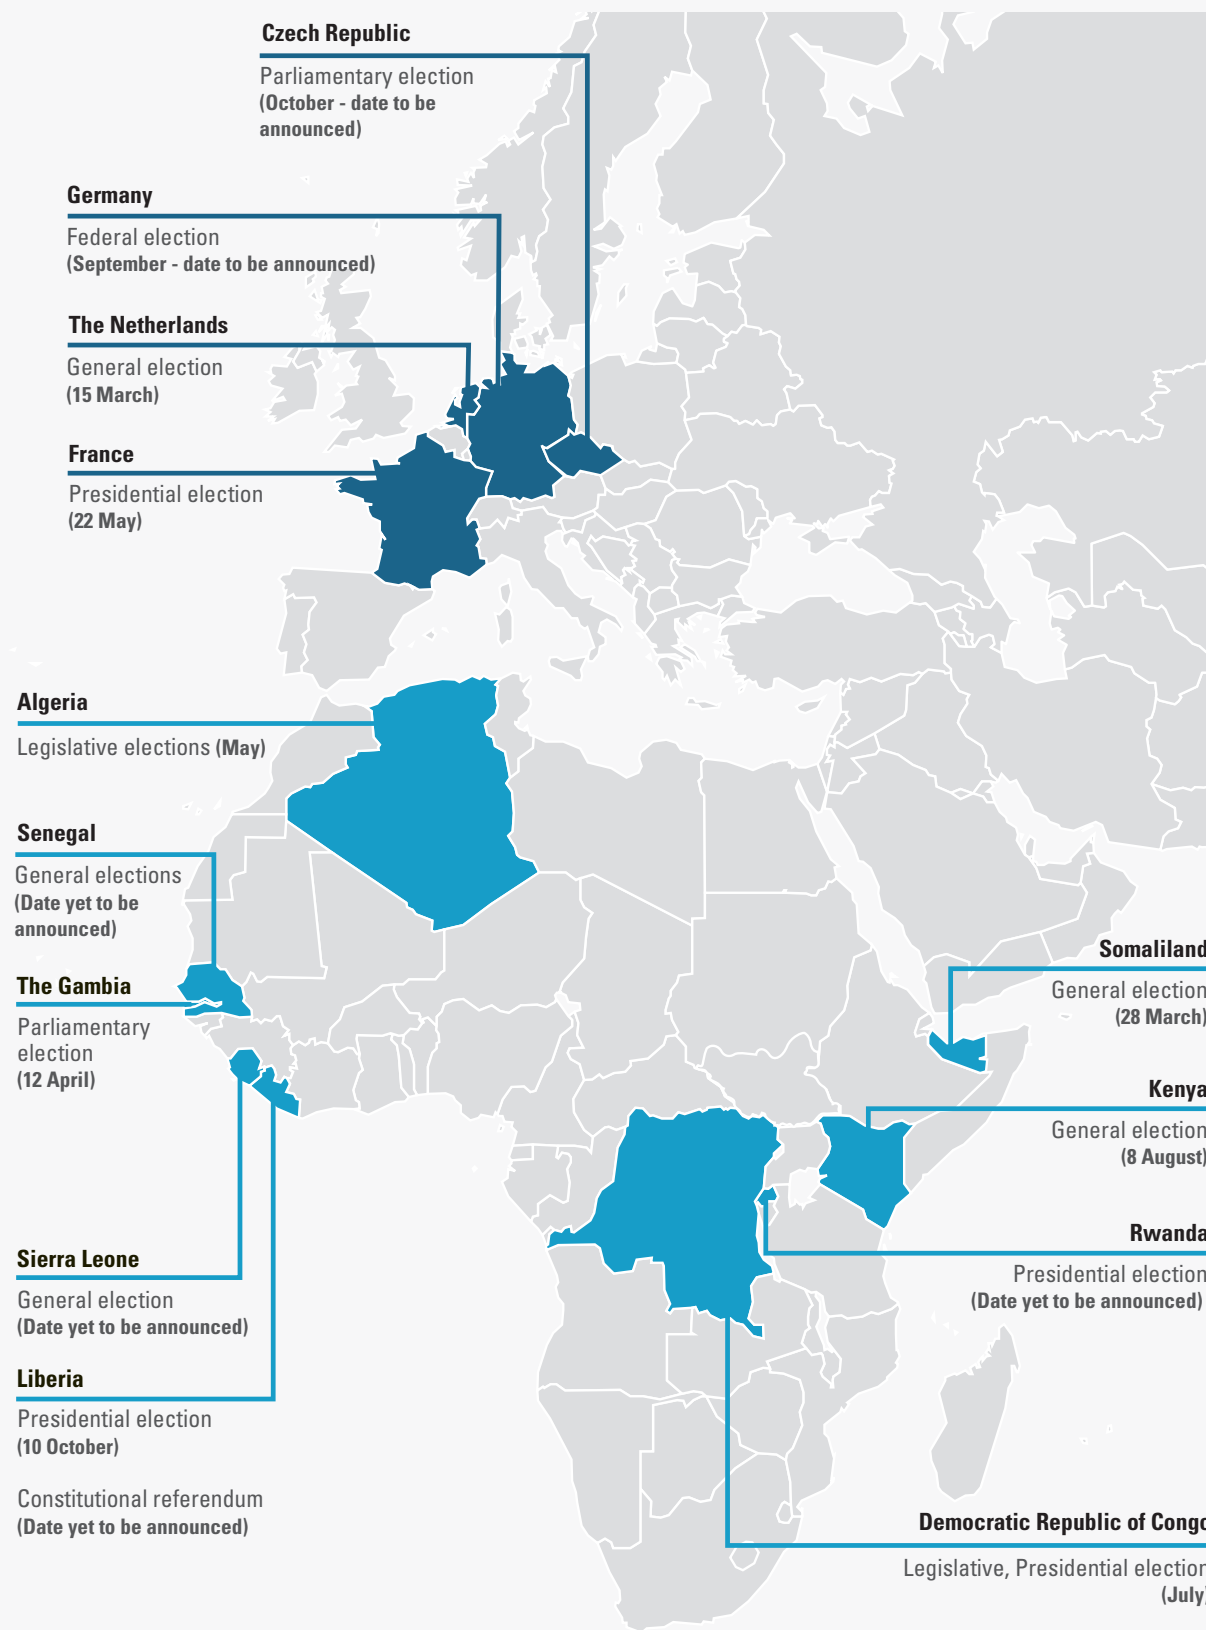 Czech Republic
Parliamentary election
(October - date to be
announced)
Germany
Federal election
(September - date to be announced)
The Netherlands
General election
(15 March)
France
Presidential election
(22 May)
Algeria
Legislative elections (May)
Senegal
General elections
(Date yet to be
announced)
The Gambia
Parliamentary
election
(12 April)
Sierra Leone
General election
(Date yet to be announced)
Liberia
Presidential election
(10 October)
Constitutional referendum
(Date yet to be announced)
Somaliland
General election
(28 March)
Kenya
General election
(8 August)
Rwanda
Presidential election
(Date yet to be announced)
Democratic Republic of Congo
Legislative, Presidential election
(July)